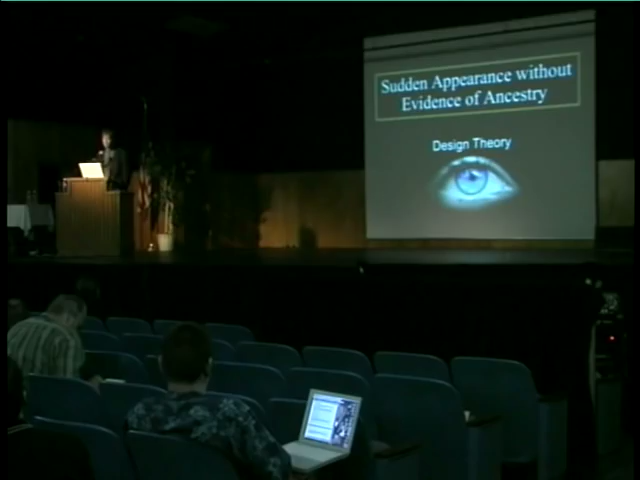 Sudden Appearance without
Evidence of Ancestry
Design Theory